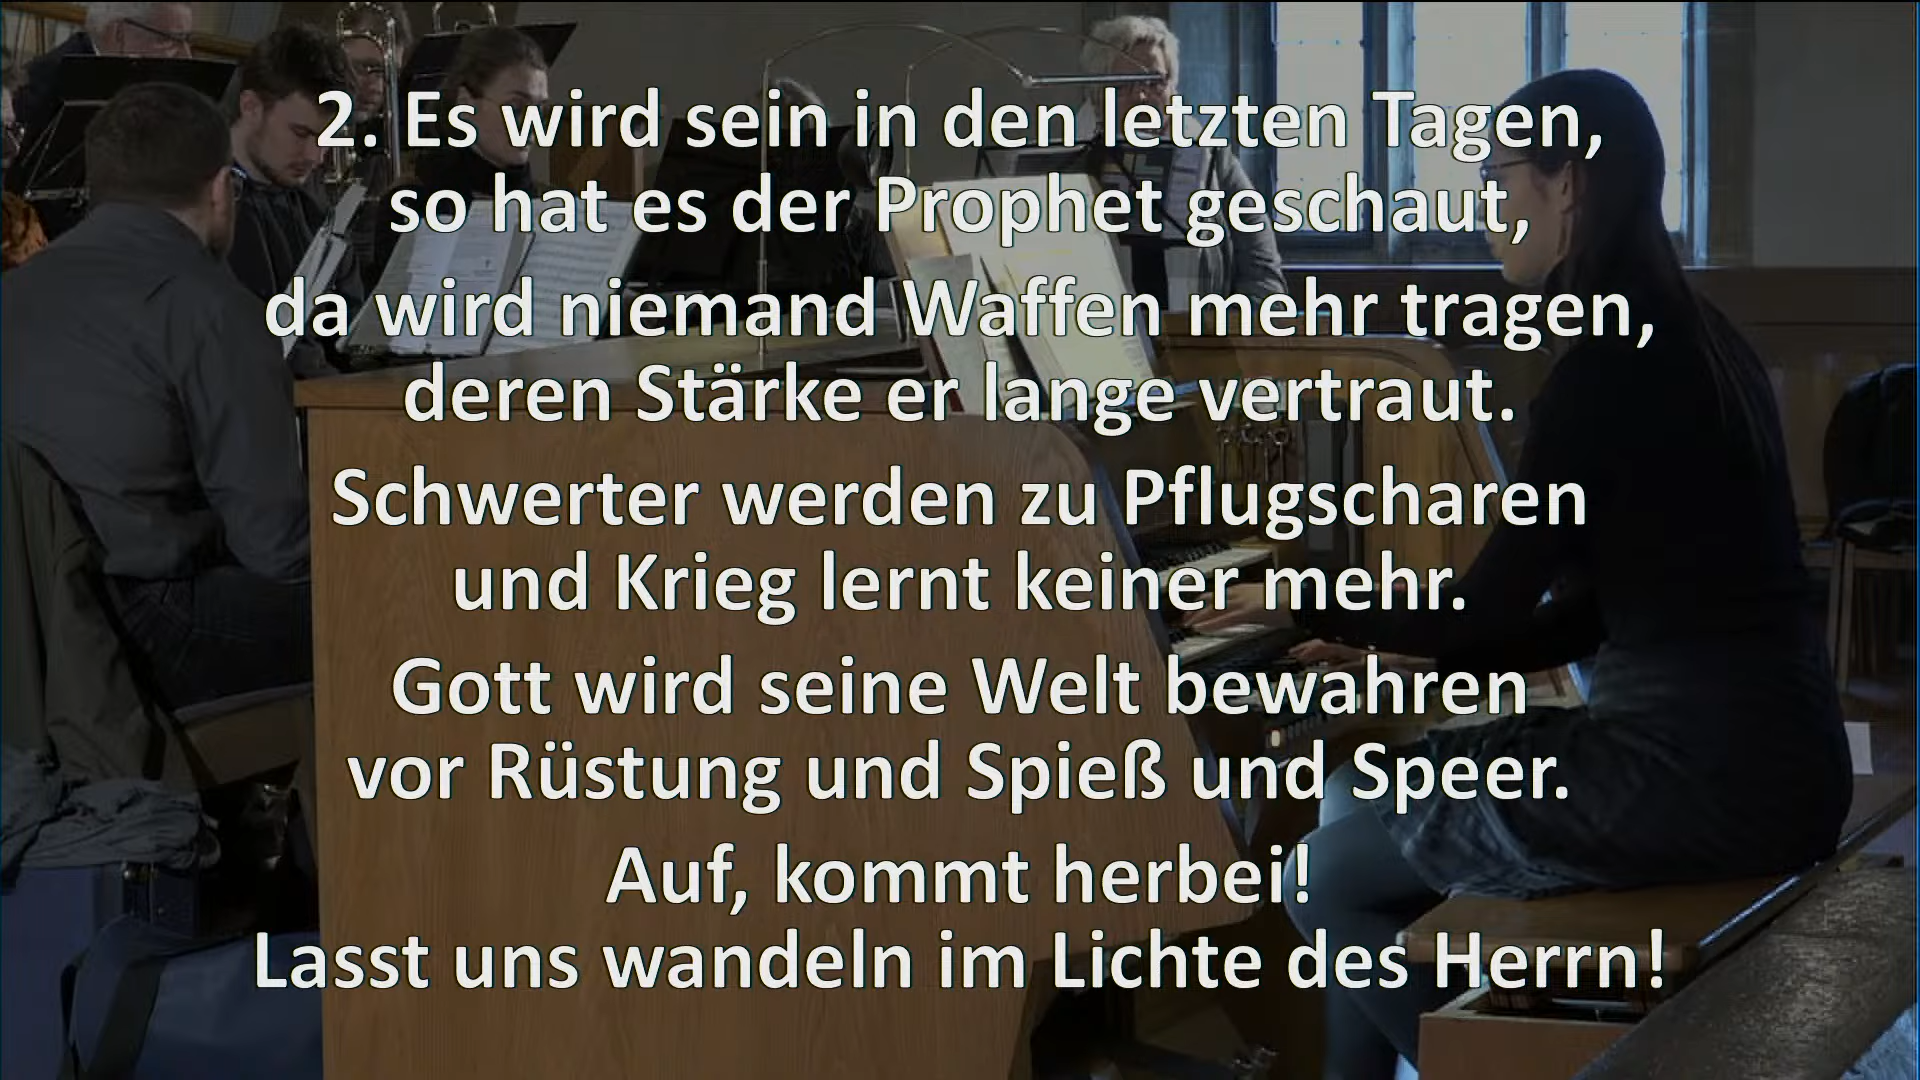 2. Es wird sein in den letzten Tagen,
so hat es der Prophet geschaut,
da wird niemand Waffen mehr tragen,
deren Stärke er lange vertraut.
Schwerter werden zu Pflugscharen
und Krieg lernt keiner mehr.
Gott wird seine Welt bewahren
vor Rüstung und Spieß und Speer.
Auf, kommt herbei!
Lasst uns wandeln im Lichte des Herrn!